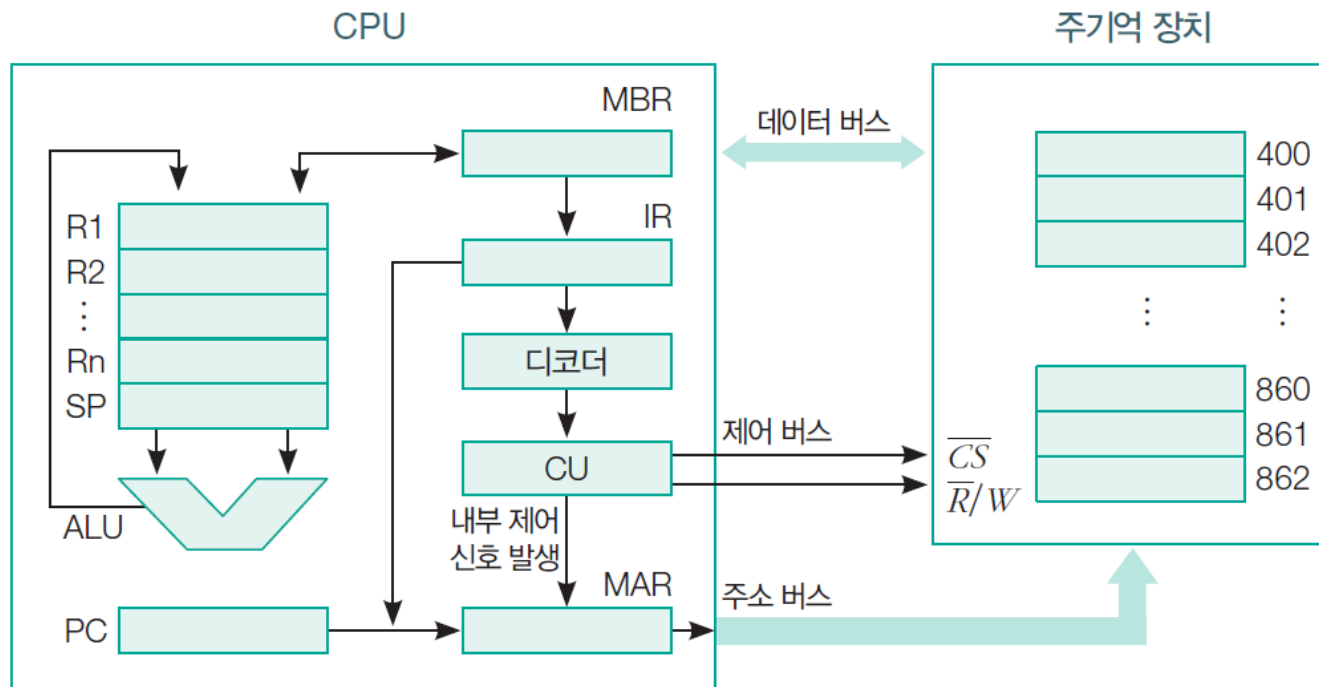 CPU
주기억 장치
MBR
데이터 버스
400
401
402
⋮
⋮
860
861
862
R1
R2
⋮
Rn
SP
IR
디코더
CU
제어 버스
C̅S̅
R̅/W
ALU
내부 제어
신호 발생
MAR
주소 버스
PC